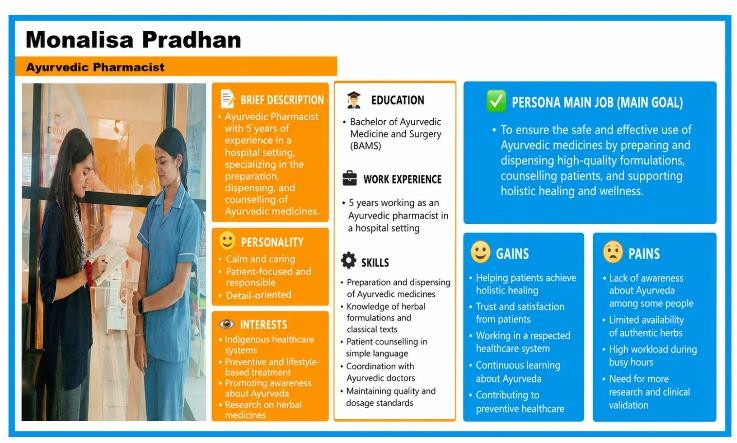 Monalisa Pradhan
Ayurvedic Pharmacist
BRIEF DESCRIPTION
• Ayurvedic Pharmacist
with 5 years of
experience in a
hospital setting,
specializing in the
preparation,
dispensing, and
counselling of
Ayurvedic medicines.
PERSONALITY
• Calm and caring
• Patient-focused and
responsible
• Detail-oriented
INTERESTS
• Indigenous healthcare
systems
• Preventive and lifestyle-
based treatment
• Promoting awareness
about Ayurveda
• Research on herbal
medicines
EDUCATION
• Bachelor of Ayurvedic
Medicine and Surgery
(BAMS)
WORK EXPERIENCE
• 5 years working as an
Ayurvedic pharmacist in
a hospital setting
SKILLS
• Preparation and dispensing
of Ayurvedic medicines
• Knowledge of herbal
formulations and
classical texts
• Patient counselling in
simple language
• Coordination with
Ayurvedic doctors
• Maintaining quality and
dosage standards
PERSONA MAIN JOB (MAIN GOAL)
• To ensure the safe and effective use of
Ayurvedic medicines by preparing and
dispensing high-quality formulations,
counselling patients, and supporting
holistic healing and wellness.
GAINS
• Helping patients achieve
holistic healing
• Trust and satisfaction
from patients
• Working in a respected
healthcare system
• Continuous learning
about Ayurveda
• Contributing to
preventive healthcare
PAINS
• Lack of awareness
about Ayurveda
among some people
• Limited availability
of authentic herbs
• High workload during
busy hours
• Need for more
research and clinical
validation